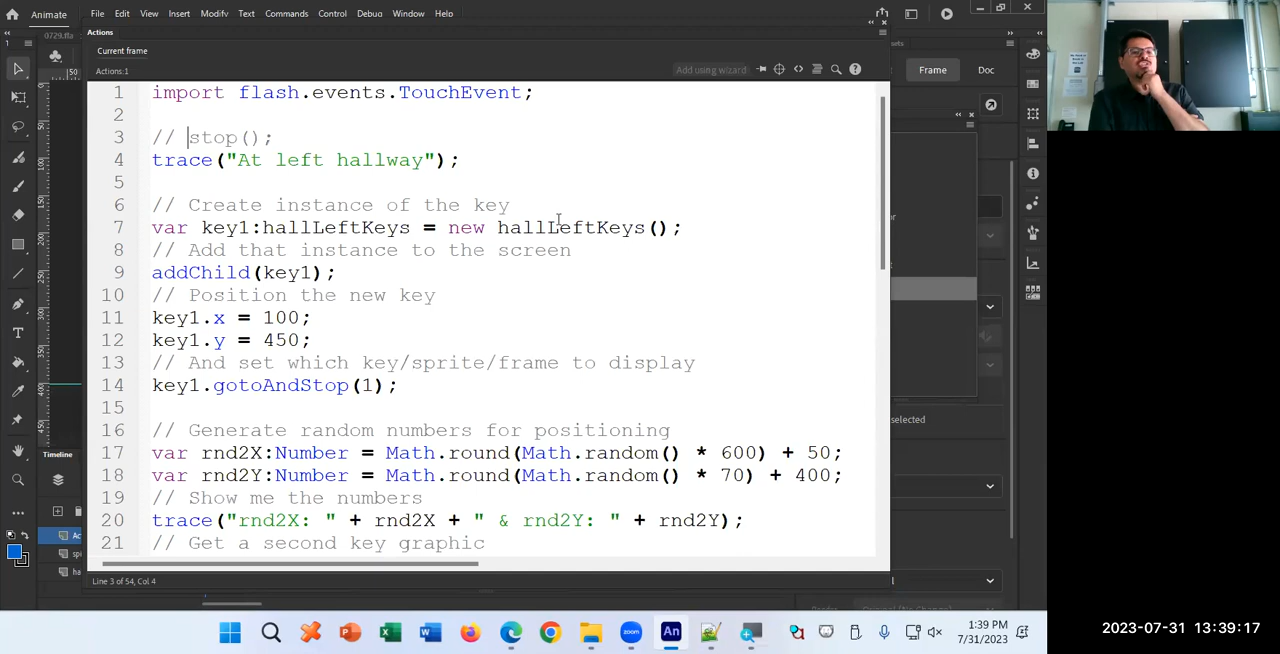 Animate
File Edit View Insert Modify Text Commands Control Debug Window Help
0729.fla
Actions
Current frame
Actions:1
Add using wizard
Frame Doc
1 import flash.events.TouchEvent;
2
3 // stop();
4 trace("At left hallway");
5
6 // Create instance of the key
7 var key1:hallLeftKeys = new hallLeftKeys();
8 // Add that instance to the screen
9 addChild(key1);
10 // Position the new key
11 key1.x = 100;
12 key1.y = 450;
13 // And set which key/sprite/frame to display
14 key1.gotoAndStop(1);
15
16 // Generate random numbers for positioning
17 var rnd2X:Number = Math.round(Math.random() * 600) + 50;
18 var rnd2Y:Number = Math.round(Math.random() * 70) + 400;
19 // Show me the numbers
20 trace("rnd2X: " + rnd2X + " & rnd2Y: " + rnd2Y);
21 // Get a second key graphic
selected
Timeline
Line 3 of 54, Col 4
1:39 PM
7/31/2023
2023-07-31 13:39:17